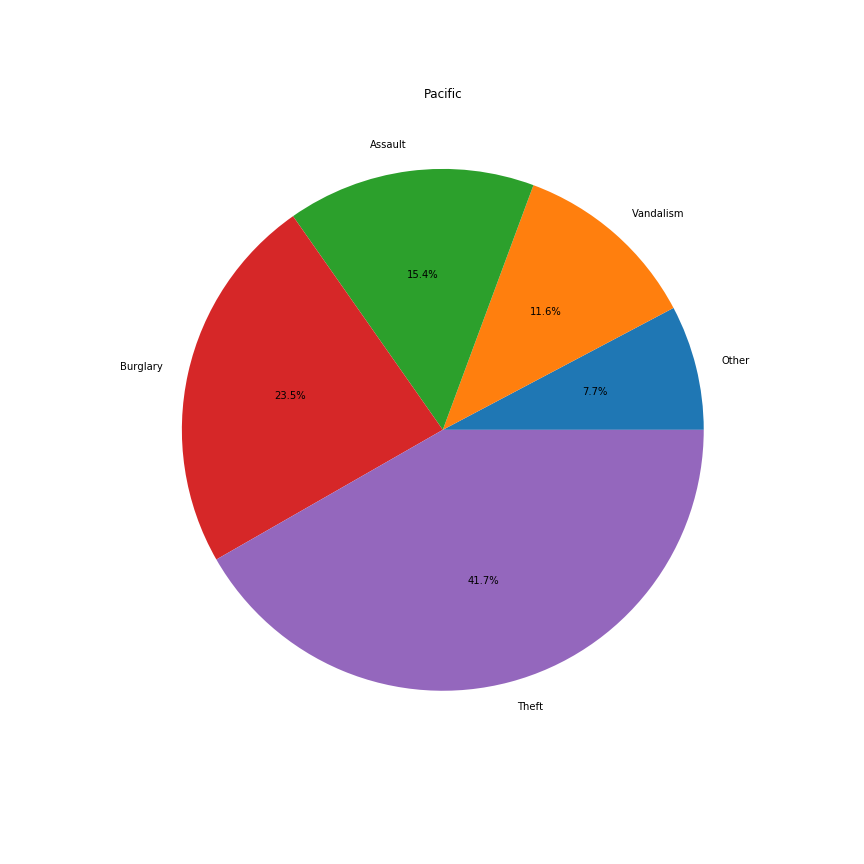 Pacific
Assault
Vandalism
15.4%
11.6%
Other
Burglary
7.7%
23.5%
41.7%
Theft